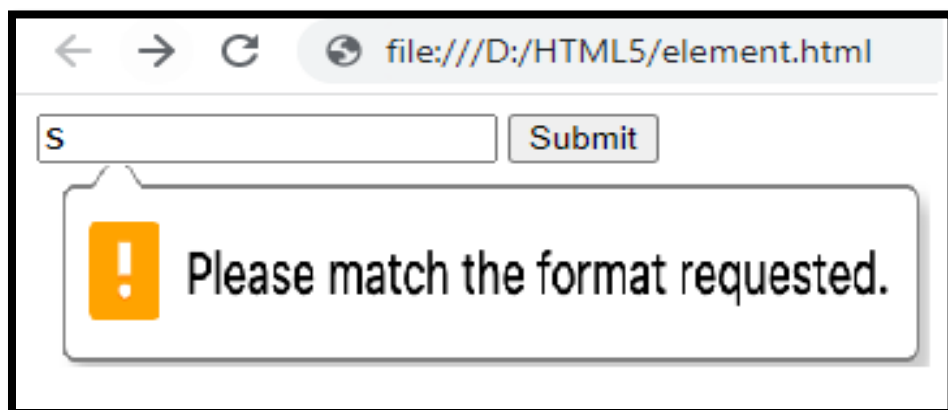 file:///D:/HTML5/element.html
S Submit
Please match the format requested.